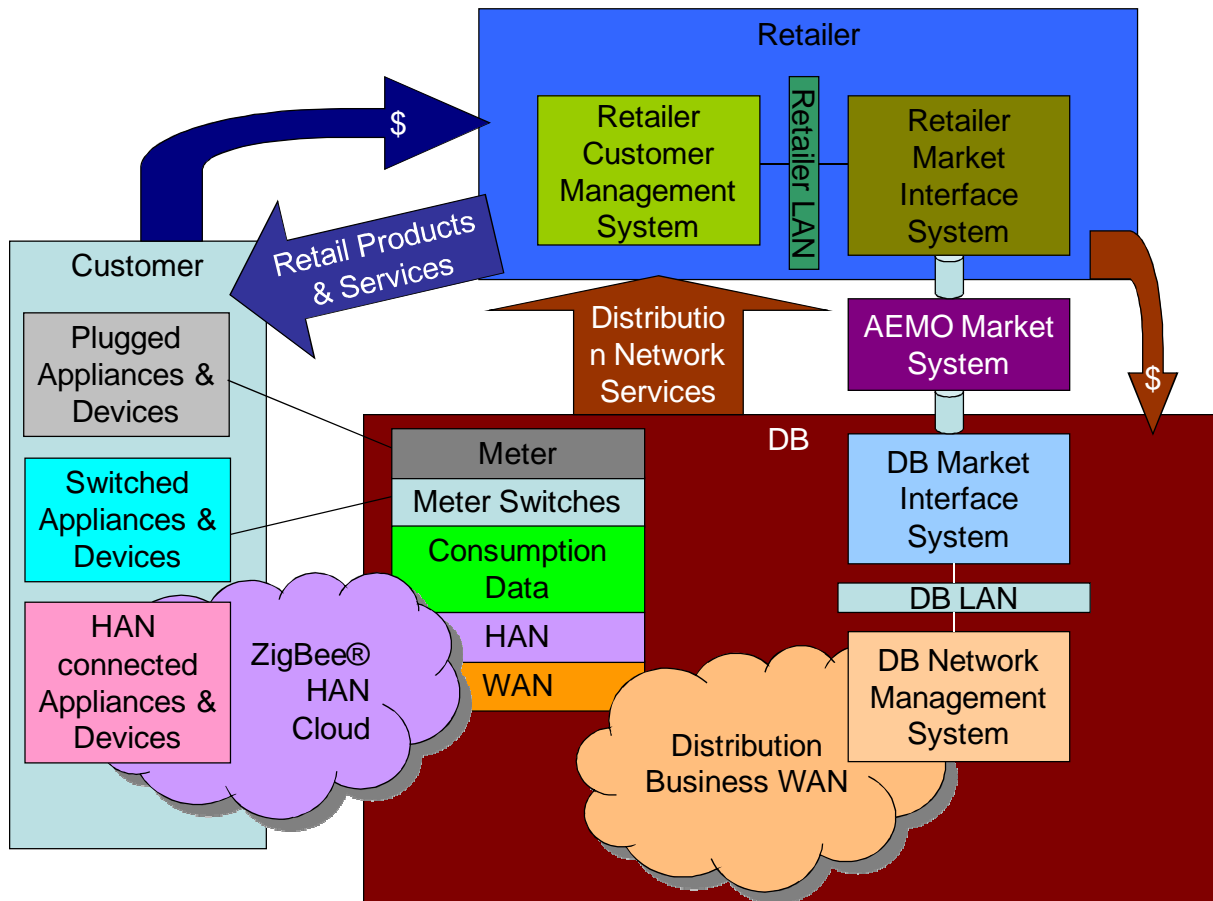 Retailer
$
Retailer
Customer
Management
System
Retailer LAN
Retailer
Market
Interface
System
Customer
Retail Products
& Services
Distributio
n Network
Services
AEMO Market
System
$
Plugged
Appliances &
Devices
Switched
Appliances &
Devices
HAN
connected
Appliances &
Devices
ZigBee®
HAN
Cloud
DB
Meter
Meter Switches
Consumption
Data
HAN
WAN
DB Market
Interface
System
DB LAN
DB Network
Management
System
Distribution
Business WAN